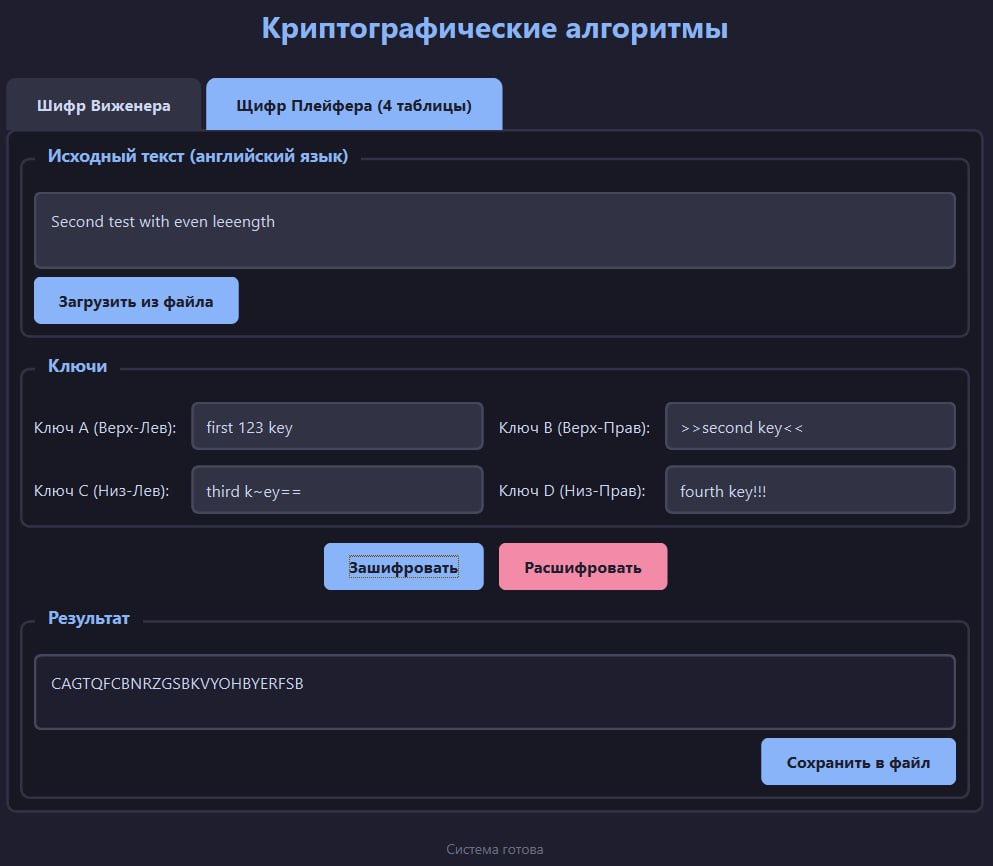 Криптографические алгоритмы
Шифр Виженера
Щифр Плейфера (4 таблицы)
Исходный текст (английский язык)
Second test with even leeength
Загрузить из файла
Ключи
Ключ A (Верх-Лев):
first 123 key
Ключ B (Верх-Прав):
>>second key<<
Ключ C (Низ-Лев):
third k~ey==
Ключ D (Низ-Прав):
fourth key!!!
Зашифровать
Расшифровать
Результат
CAGTQFCBNRZGSBKVYOHBYERFSB
Сохранить в файл
Система готова